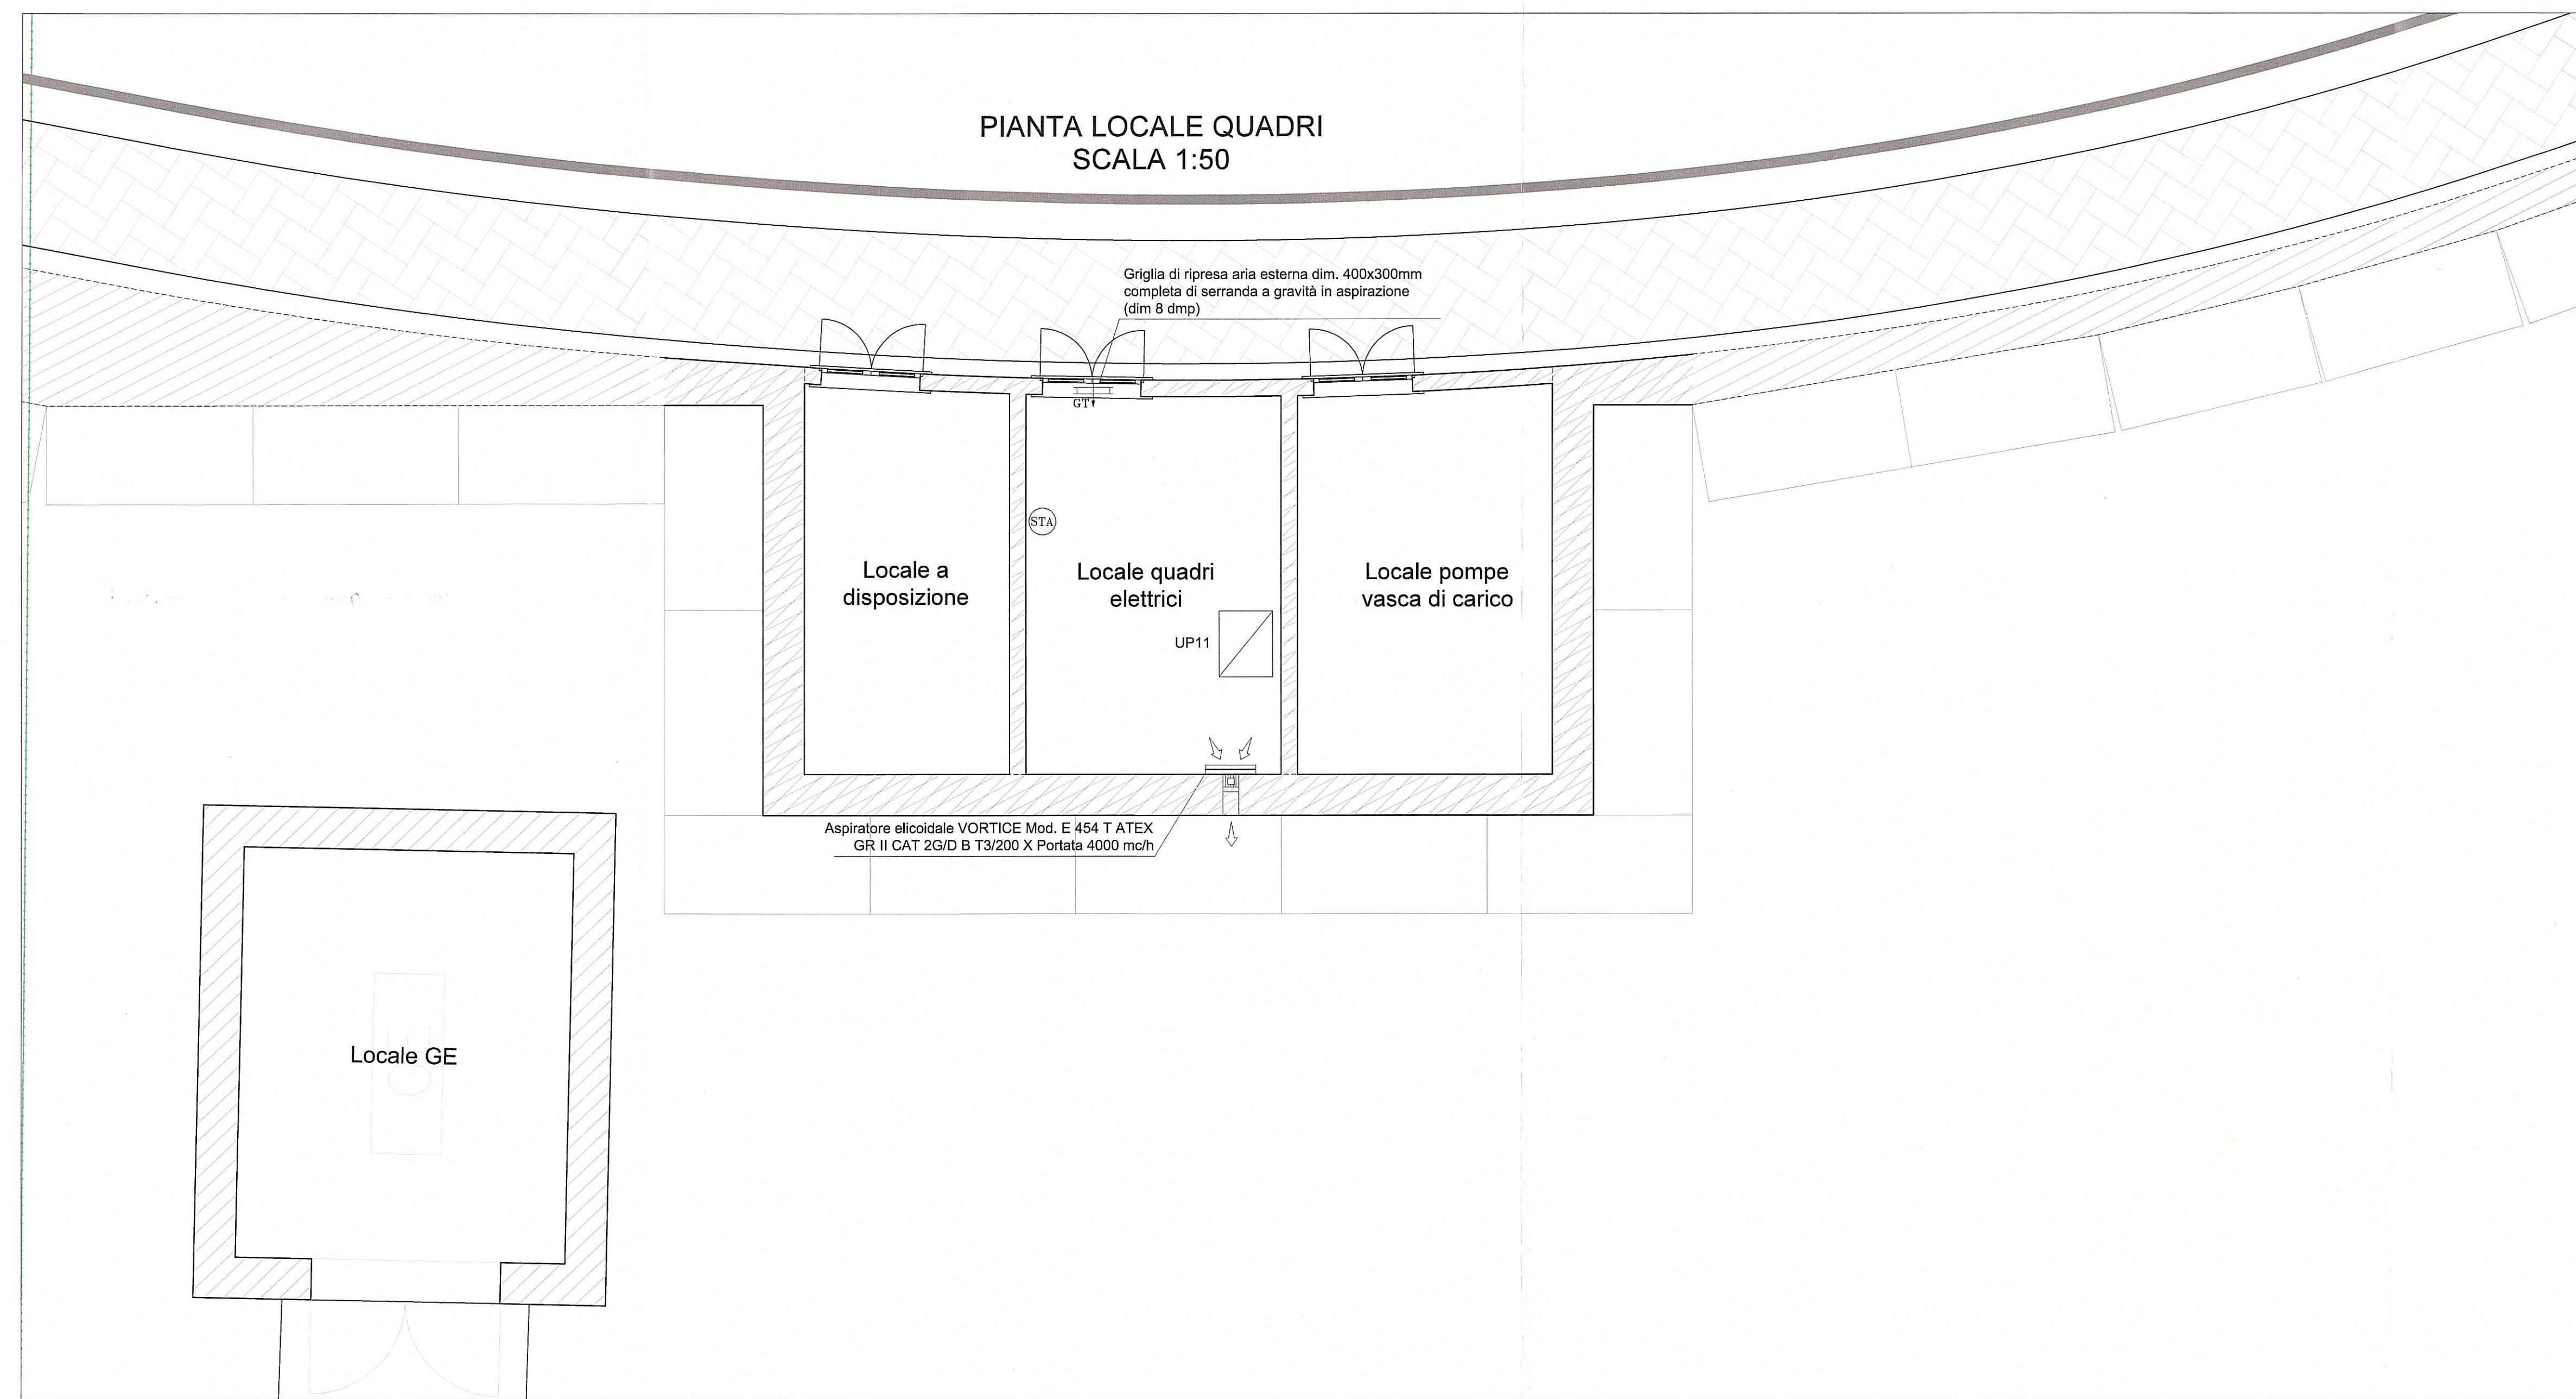 PIANTA LOCALE QUADRI
SCALA 1:50
Griglia di ripresa aria esterna dim. 400x300mm
completa di serranda a gravità in aspirazione
(dim 8 dmp)
GT
STA
Locale a
disposizione
Locale quadri
elettrici
Locale pompe
vasca di carico
UP11
Aspiratore elicoidale VORTICE Mod. E 454 T ATEX
GR II CAT 2G/D B T3/200 X Portata 4000 mc/h
Locale GE